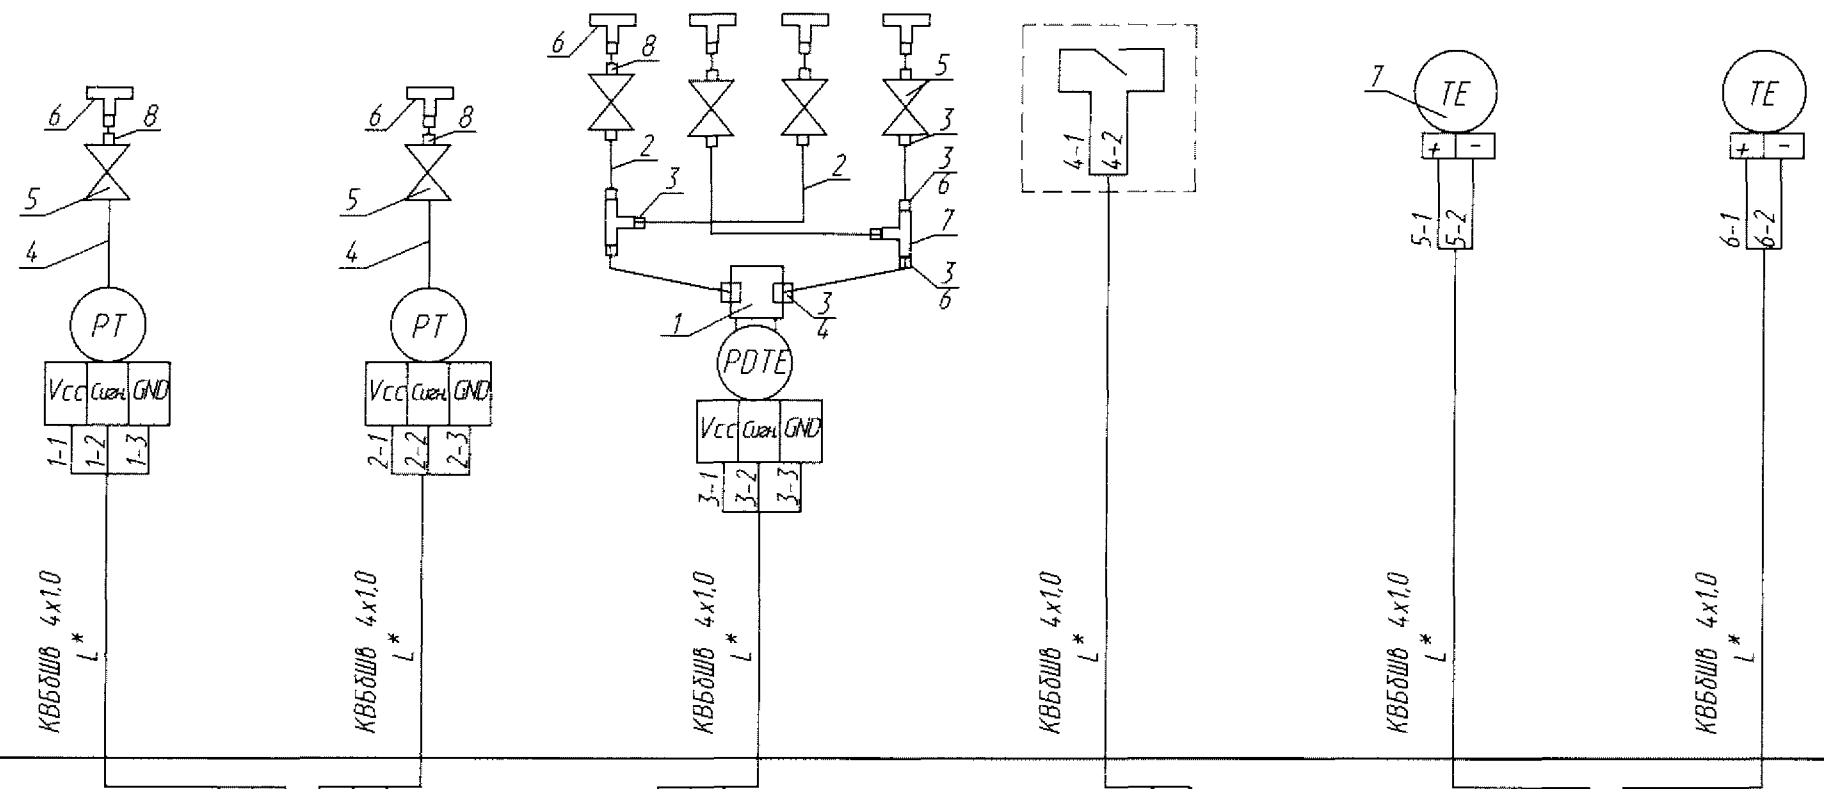 6 8 5
6 8
6 8
7 TE
TE
3
4-1 4-2
+ -
+ -
2 3 2 3
6
5
5
7
5-1 5-2
6-1 6-2
4
4
3
6
3
4
1
PT
PT
PDTE
Vcc Сигн. GND
Vcc Сигн. GND
Vcc Сигн. GND
1-1 1-2 1-3
2-1 2-2 2-3
3-1 3-2 3-3
КВБбШв 4х1,0
L*
КВБбШв 4х1,0
L*
КВБбШв 4х1,0
L*
КВБбШв 4х1,0
L*
КВБбШв 4х1,0
L*
КВБбШв 4х1,0
L*